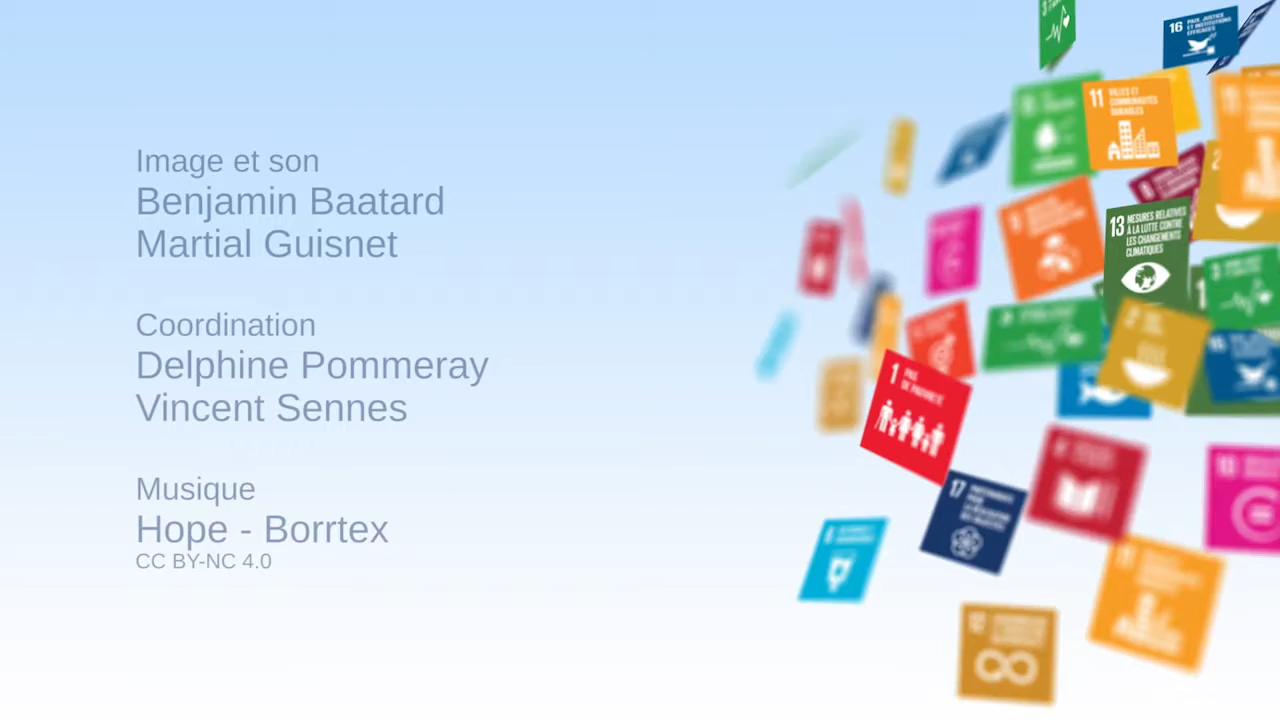 Image et son
Benjamin Baatard
Martial Guisnet
Coordination
Delphine Pommeray
Vincent Sennes
Musique
Hope - Borrtex
CC BY-NC 4.0
3
16 PAIX, JUSTICE
ET INSTITUTIONS
EFFICACES
11 VILLES ET
COMMUNAUTÉS
DURABLES
13 MESURES RELATIVES
À LA LUTTE CONTRE
LES CHANGEMENTS
CLIMATIQUES
1 PAS
DE PAUVRETÉ
17